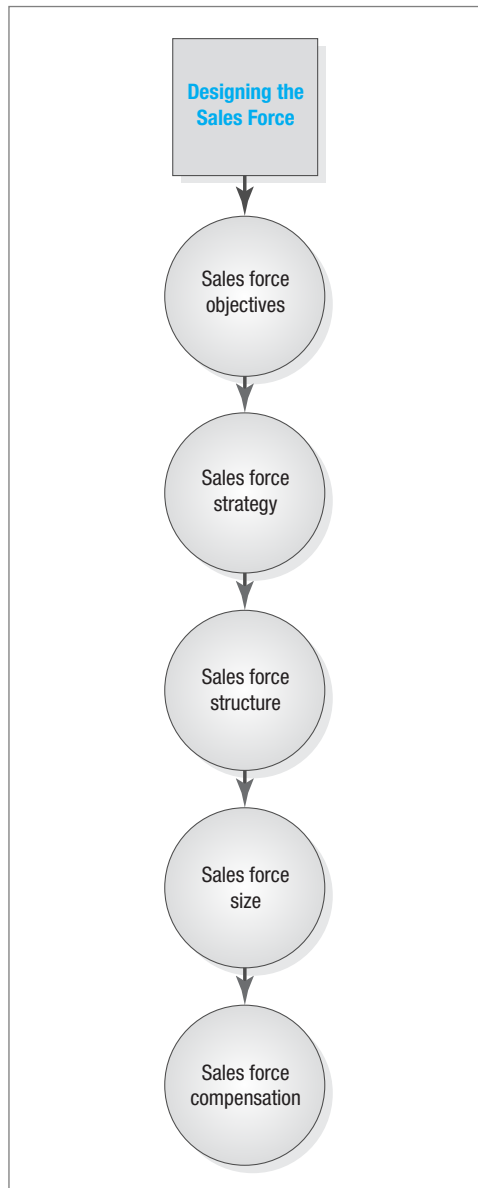 Designing the
Sales Force
Sales force
objectives
Sales force
strategy
Sales force
structure
Sales force
size
Sales force
compensation